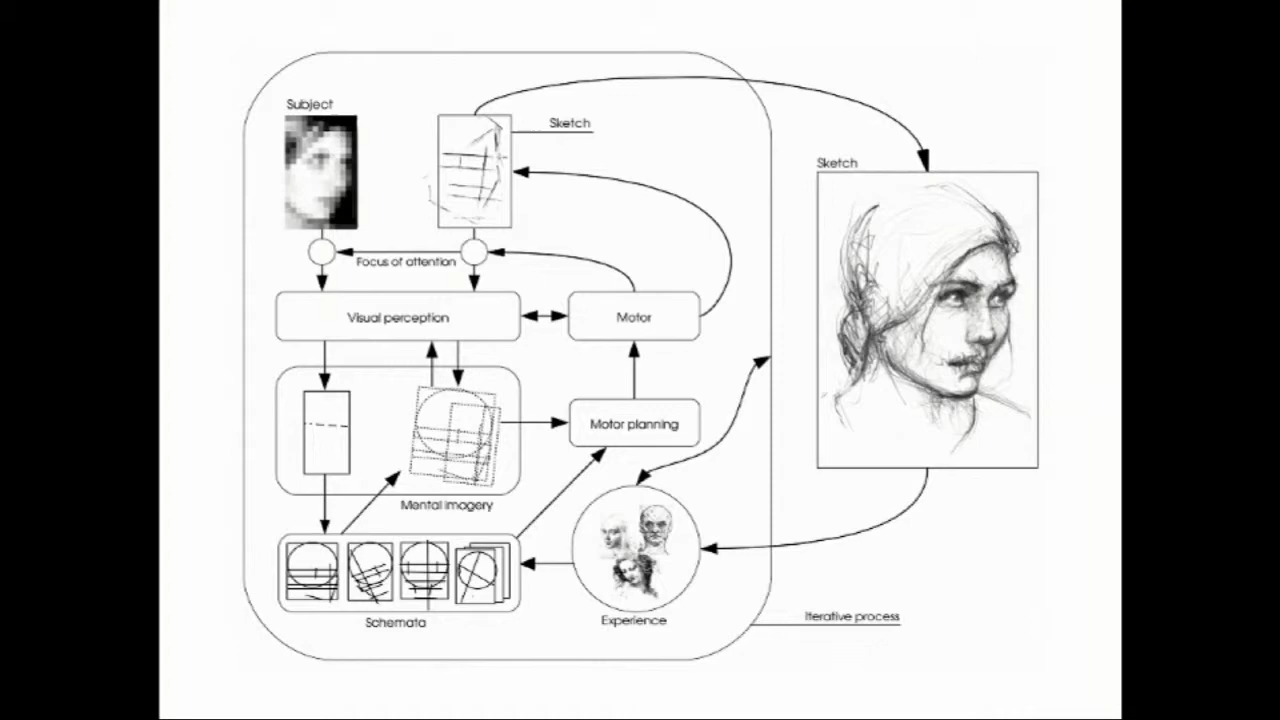 Subject
Sketch
Sketch
Focus of attention
Visual perception
Motor
Motor planning
Mental imagery
Schemata
Experience
Iterative process